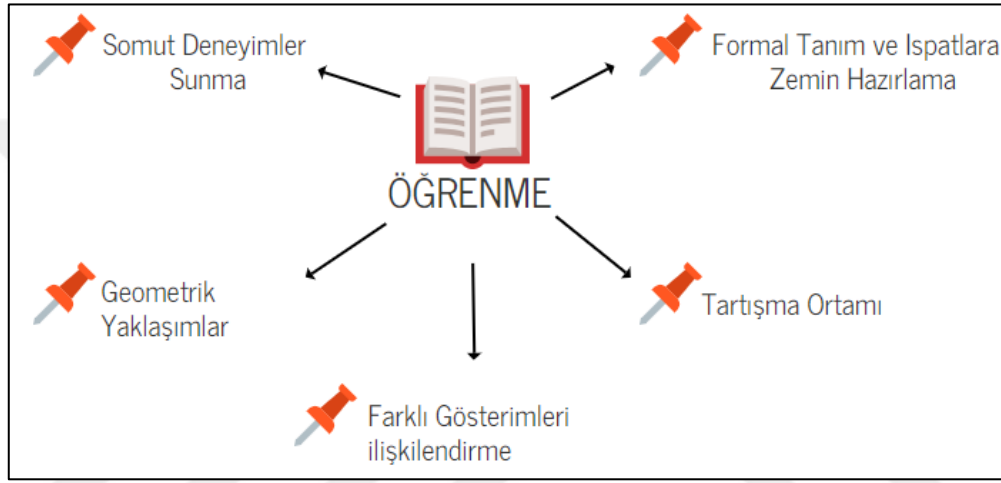 Somut Deneyimler
Sunma
Formal Tanım ve Ispatlara
Zemin Hazırlama
ÖĞRENME
Geometrik
Yaklaşımlar
Tartışma Ortamı
Farklı Gösterimleri
ilişkilendirme